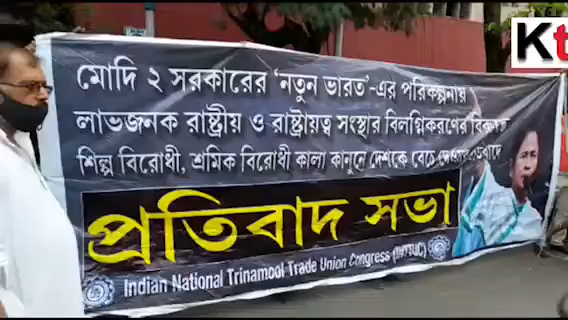 Kt
মোদি ২ সরকারের ‘নতুন ভারত’-এর পরিকল্পনায়
লাভজনক রাষ্ট্রীয় ও রাষ্ট্রায়ত্ব সংস্থার বিলগ্নিকরণের বিরুদ্ধে
শিল্প বিরোধী, শ্রমিক বিরোধী কালা কানুনে দেশকে বেচে
প্রতিবাদ সভা
Indian National Trinamool Trade Union Congress (INTTUC)